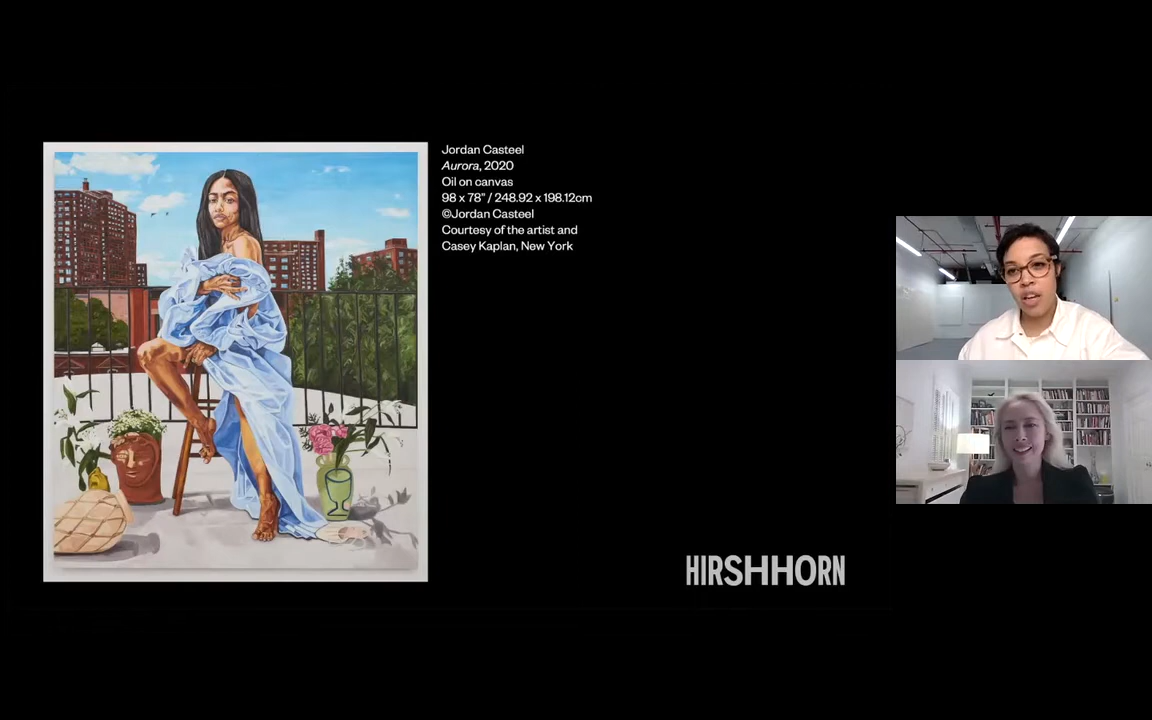 Jordan Casteel
Aurora, 2020
Oil on canvas
98 x 78" / 248.92 x 198.12cm
©Jordan Casteel
Courtesy of the artist and
Casey Kaplan, New York
HIRSHHORN